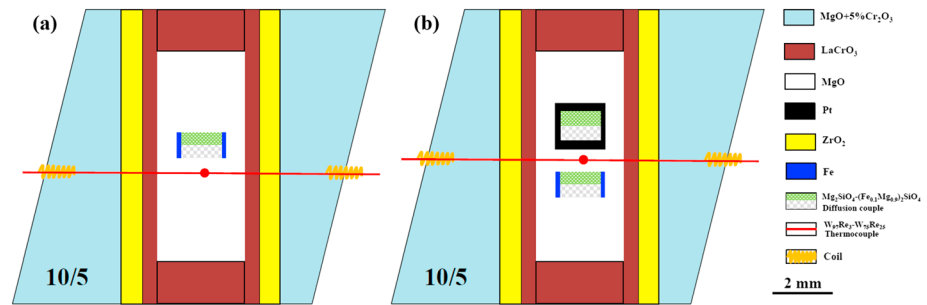 (a)
10/5
(b)
10/5
MgO+5%Cr₂O₃
LaCrO₃
MgO
Pt
ZrO₂
Fe
Mg₂SiO₄-(Fe₀.₁Mg₀.₉)₂SiO₄
Diffusion couple
W₉₇Re₃-W₇₅Re₂₅
Thermocouple
Coil
2 mm